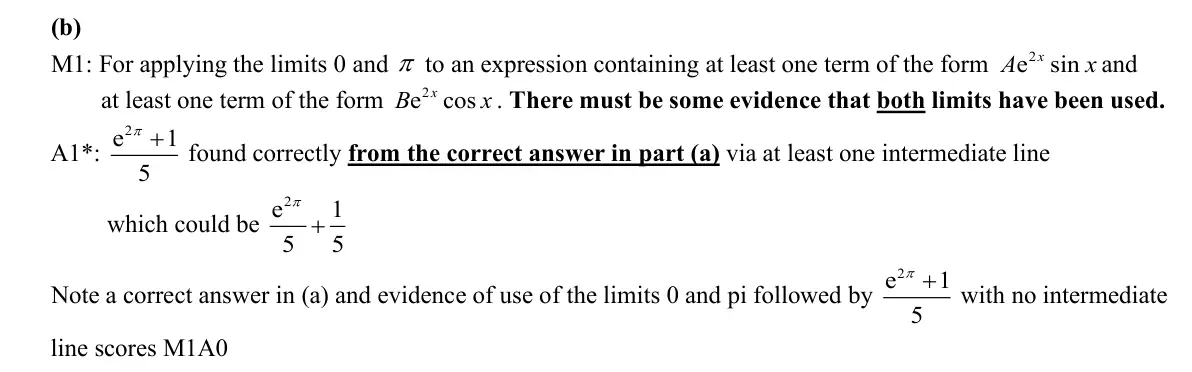 (b)
M1: For applying the limits 0 and π to an expression containing at least one term of the form Ae^{2x} sin x and
at least one term of the form Be^{2x} cos x. There must be some evidence that both limits have been used.
A1*: \frac{e^{2π}+1}{5} found correctly from the correct answer in part (a) via at least one intermediate line
which could be \frac{e^{2π}}{5}+\frac{1}{5}
Note a correct answer in (a) and evidence of use of the limits 0 and pi followed by \frac{e^{2π}+1}{5} with no intermediate
line scores M1A0